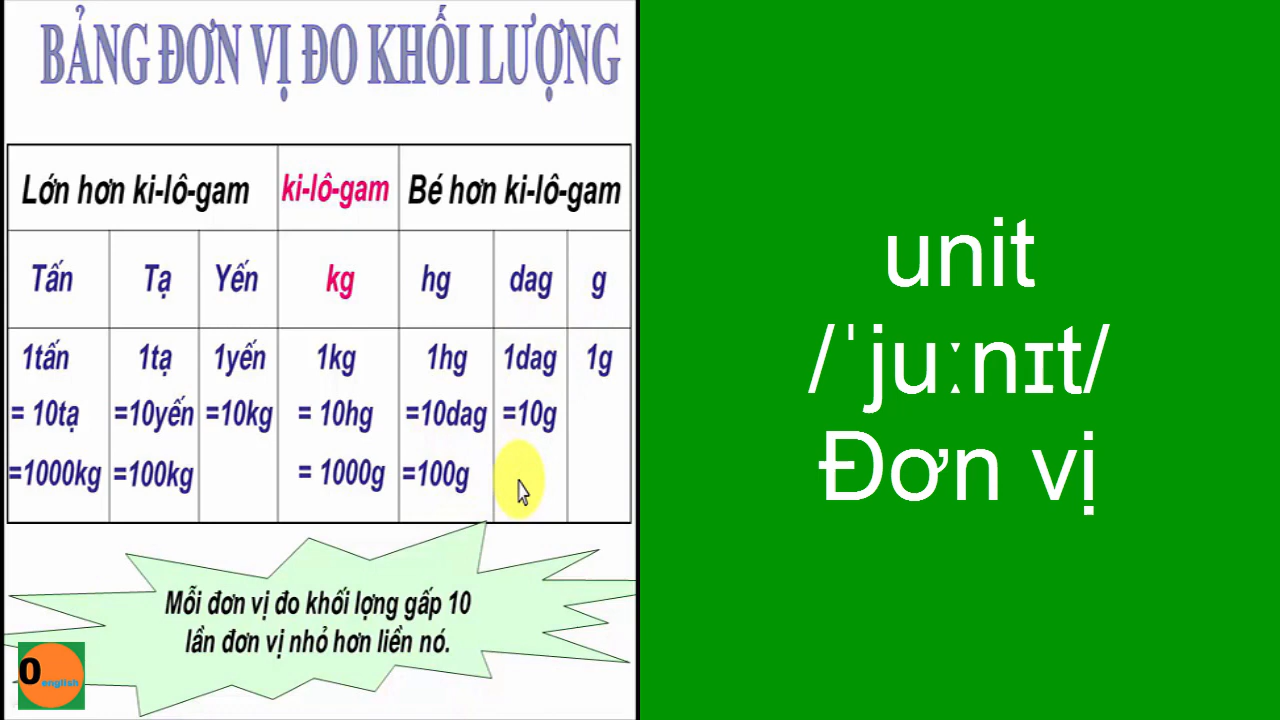 BẢNG ĐƠN VỊ ĐO KHỐI LƯỢNG
Lớn hơn ki-lô-gam ki-lô-gam Bé hơn ki-lô-gam
Tấn Tạ Yến kg hg dag g
1tấn 1tạ 1yến 1kg 1hg 1dag 1g
= 10tạ =10yến =10kg = 10hg =10dag =10g
=1000kg =100kg = 1000g =100g
Mỗi đơn vị đo khối lợng gấp 10
lần đơn vị nhỏ hơn liền nó.
0 english
unit
/ˈjuːnɪt/
Đơn vị